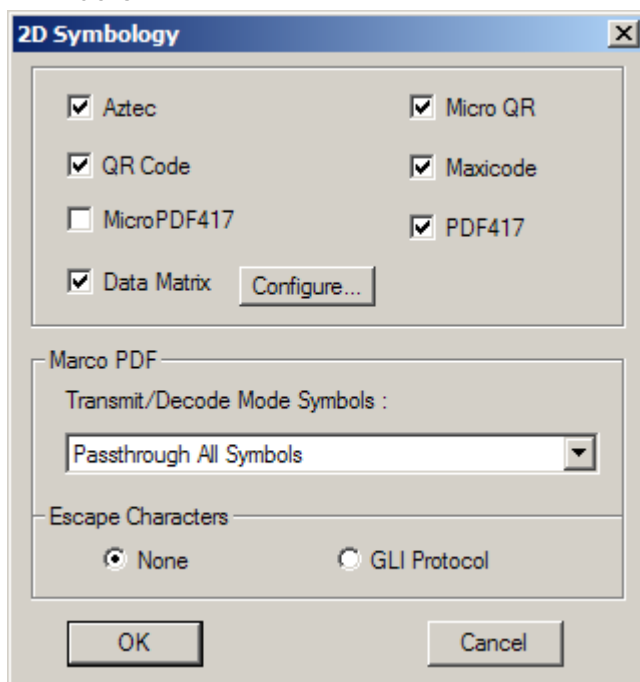 2D Symbology
Aztec
Micro QR
QR Code
Maxicode
MicroPDF417
PDF417
Data Matrix
Configure...
Marco PDF
Transmit/Decode Mode Symbols :
Passthrough All Symbols
Escape Characters
None
GLI Protocol
OK
Cancel